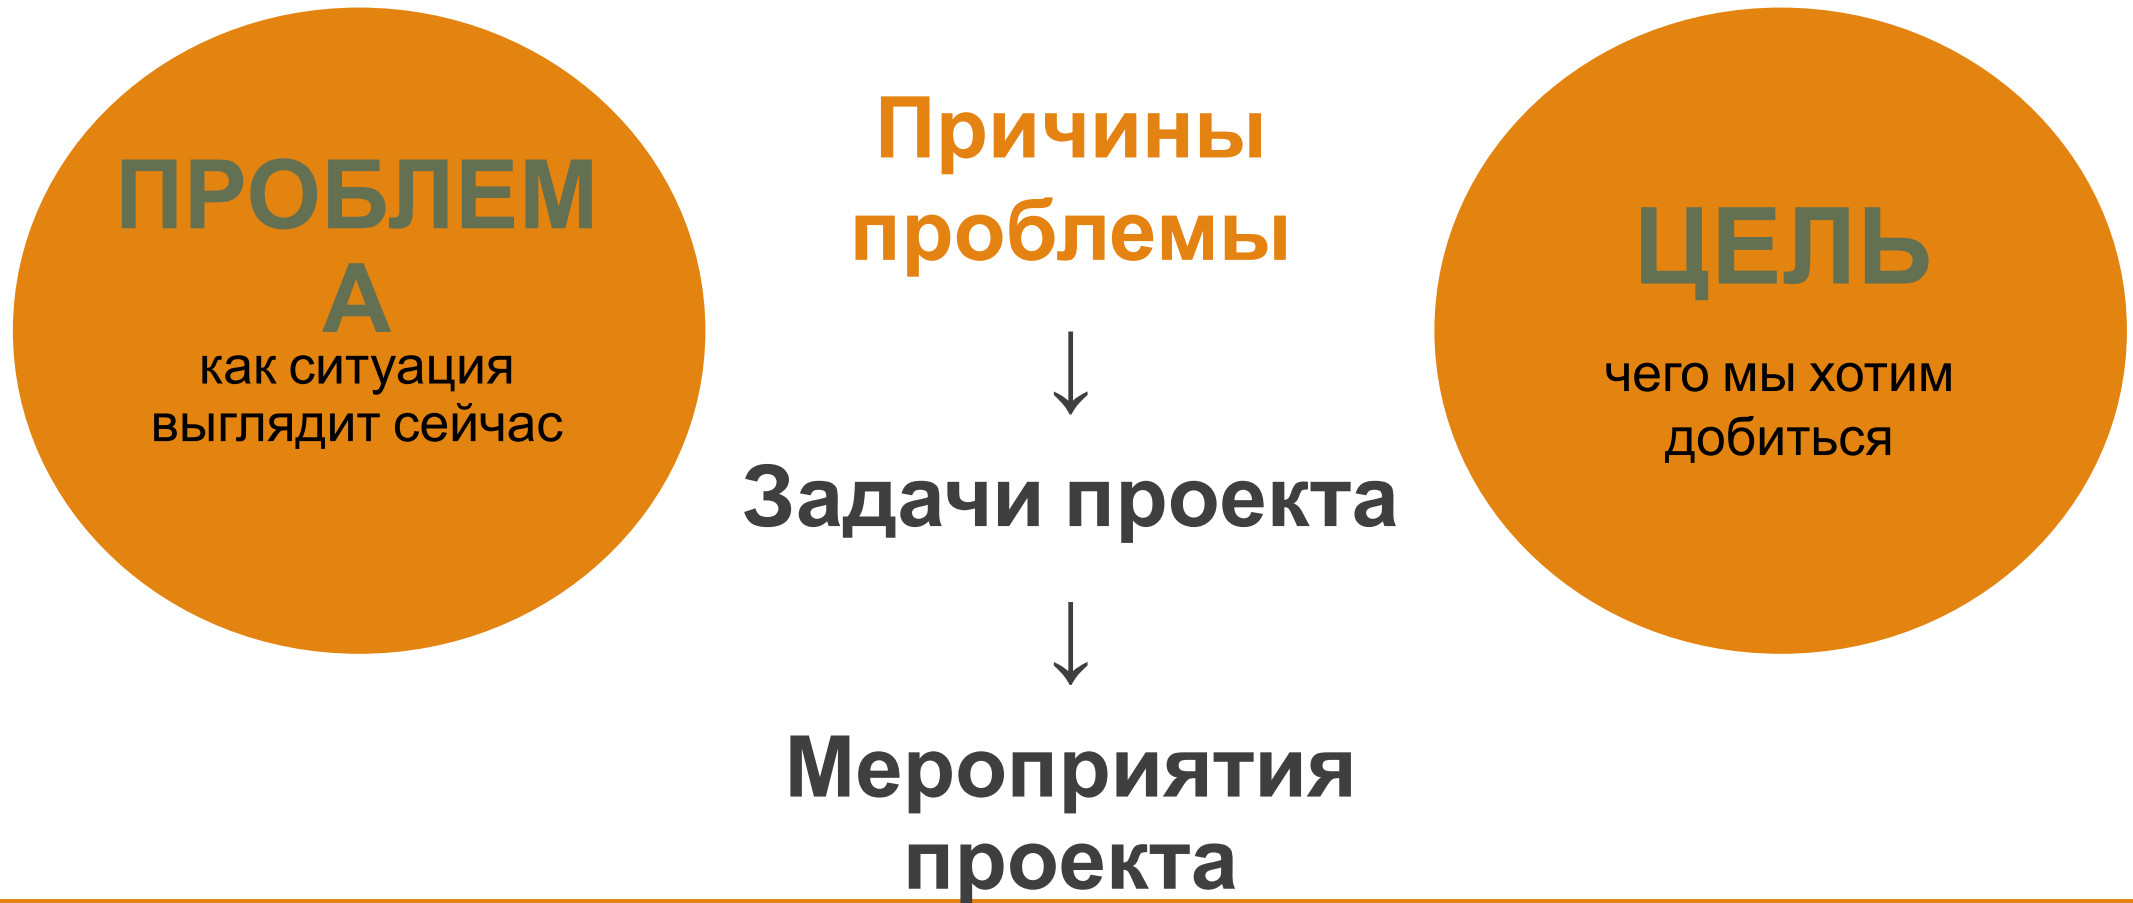 ПРОБЛЕМ
А
как ситуация
выглядит сейчас
Причины
проблемы
↓
Задачи проекта
↓
Мероприятия
проекта
ЦЕЛЬ
чего мы хотим
добиться